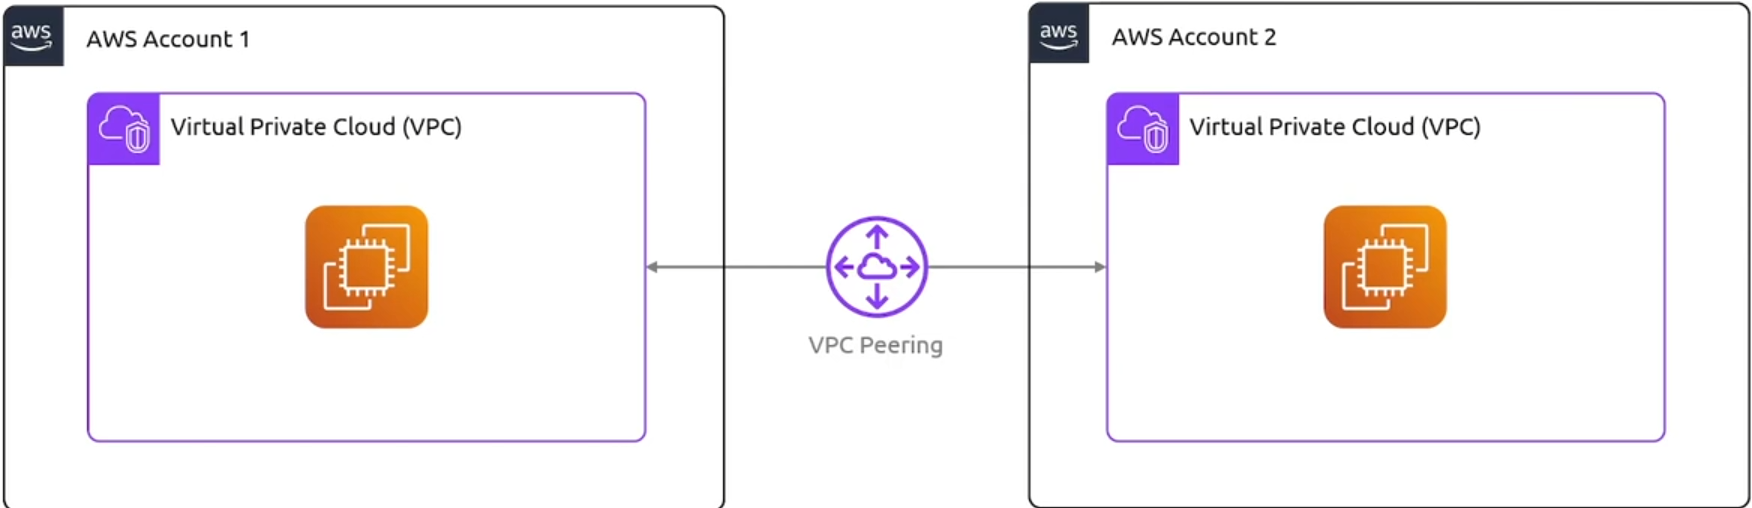 aws
AWS Account 1
Virtual Private Cloud (VPC)
VPC Peering
aws
AWS Account 2
Virtual Private Cloud (VPC)